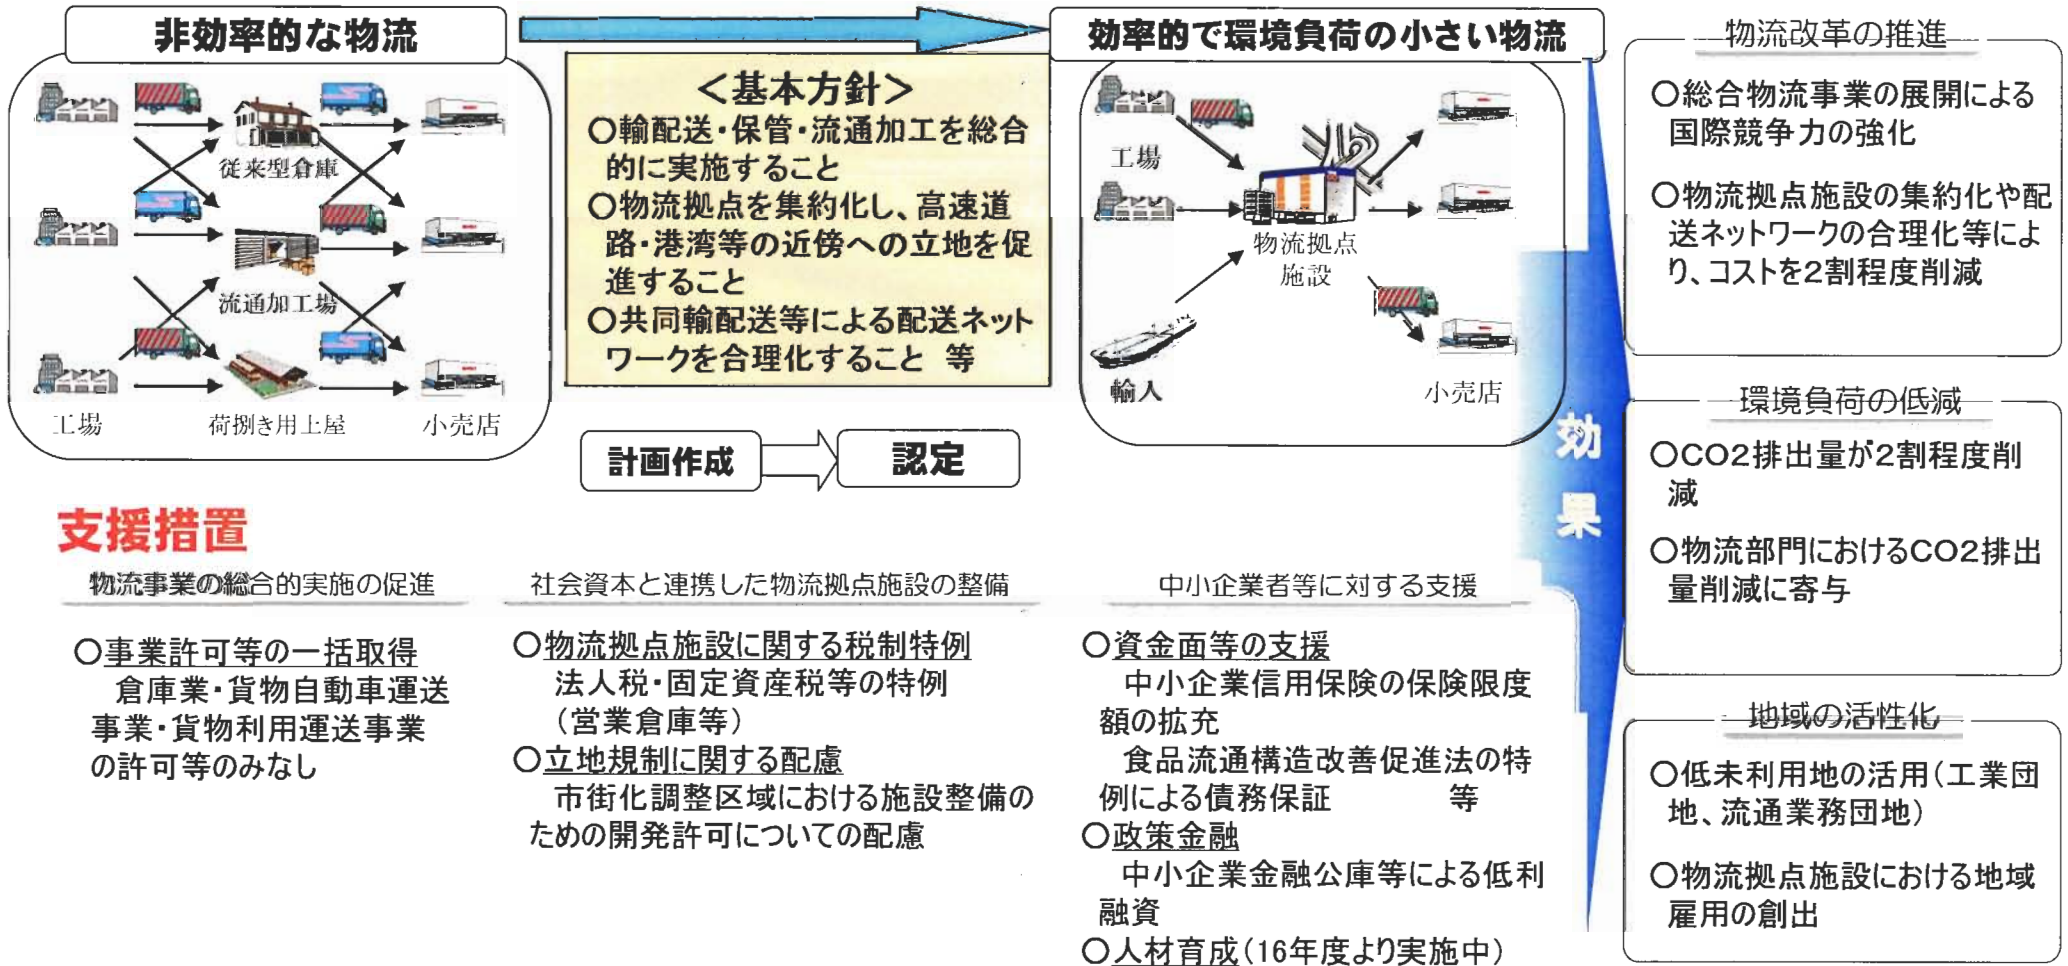 非効率的な物流
従来型倉庫
流通加工場
工場
荷捌き用上屋
小売店
＜基本方針＞
○輸配送・保管・流通加工を総合
的に実施すること
○物流拠点を集約化し、高速道
路・港湾等の近傍への立地を促
進すること
○共同輸配送等による配送ネット
ワークを合理化すること 等
計画作成
認定
効率的で環境負荷の小さい物流
工場
物流拠点
施設
輸入
小売店
効果
物流改革の推進
○総合物流事業の展開による
国際競争力の強化
○物流拠点施設の集約化や配
送ネットワークの合理化等によ
り、コストを2割程度削減
環境負荷の低減
○CO2排出量が2割程度削
減
○物流部門におけるCO2排出
量削減に寄与
地域の活性化
○低未利用地の活用(工業団
地、流通業務団地)
○物流拠点施設における地域
雇用の創出
支援措置
物流事業の総合的実施の促進
○事業許可等の一括取得
倉庫業・貨物自動車運送
事業・貨物利用運送事業
の許可等のみなし
社会資本と連携した物流拠点施設の整備
○物流拠点施設に関する税制特例
法人税・固定資産税等の特例
(営業倉庫等)
○立地規制に関する配慮
市街化調整区域における施設整備の
ための開発許可についての配慮
中小企業者等に対する支援
○資金面等の支援
中小企業信用保険の保険限度
額の拡充
食品流通構造改善促進法の特
例による債務保証 等
○政策金融
中小企業金融公庫等による低利
融資
○人材育成(16年度より実施中)